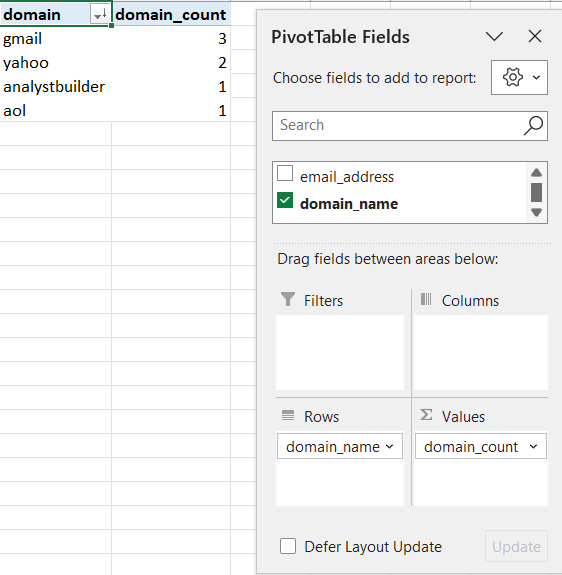 domain domain_count
gmail 3
yahoo 2
analystbuilder 1
aol 1
PivotTable Fields
Choose fields to add to report:
Search
email_address
domain_name
Drag fields between areas below:
Filters Columns
Rows Values
domain_name domain_count
Defer Layout Update Update